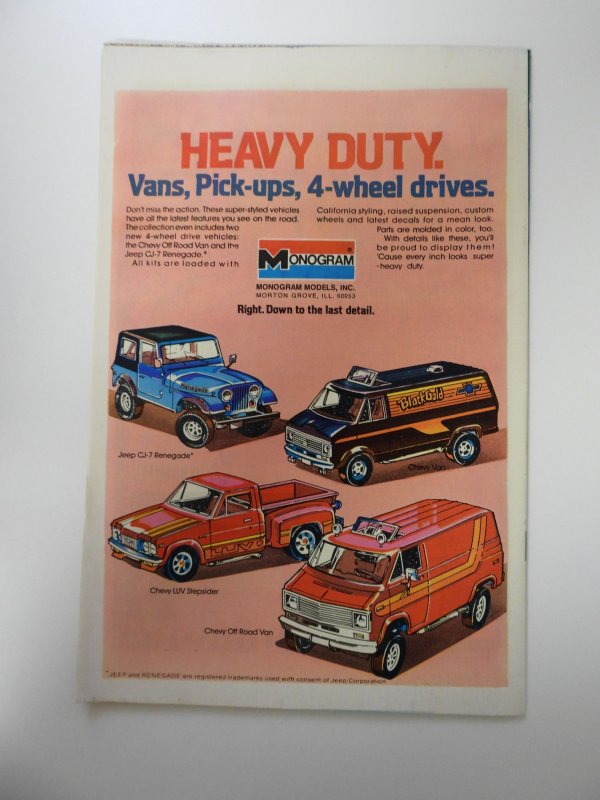 HEAVY DUTY.
Vans, Pick-ups, 4-wheel drives.
Don't miss the action. These super-styled vehicles
have all the latest features you see on the road.
The collection even includes two
new 4-wheel drive vehicles:
the Chevy Off Road Van and the
Jeep CJ-7 Renegade.*
All kits are loaded with
California styling, raised suspension, custom
wheels and latest decals for a mean look.
Parts are molded in color, too.
With details like these, you'll
be proud to display them!
'Cause every inch looks super
-heavy duty.
MONOGRAM
MONOGRAM MODELS, INC.
MORTON GROVE, ILL. 60053
Right. Down to the last detail.
Renegade
Jeep CJ-7 Renegade*
Black Gold
Chevy Van
LUV
Chevy LUV Stepsider
Chevy Off Road Van
*JEEP and RENEGADE are registered trademarks used with consent of Jeep Corporation